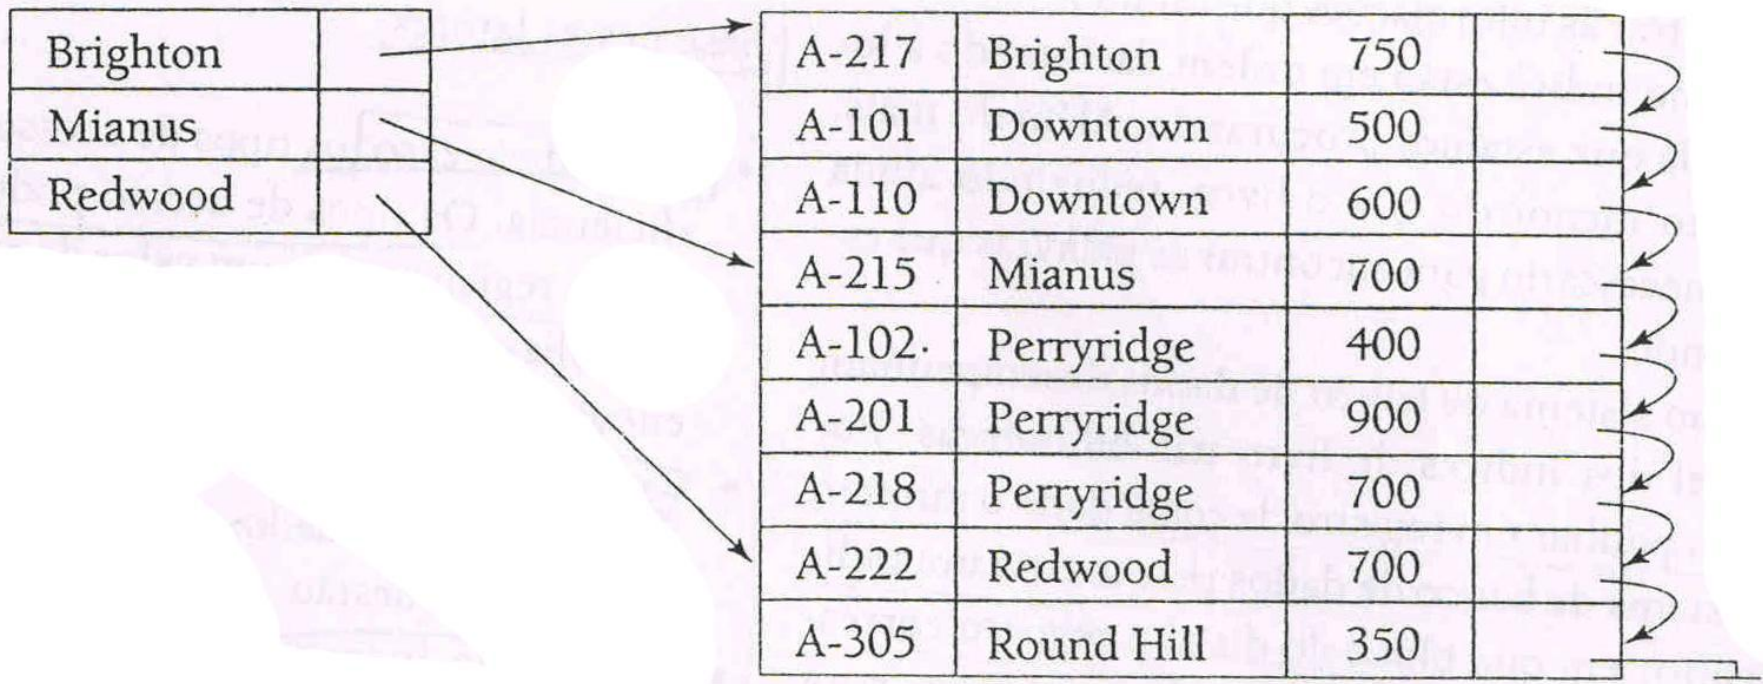 Brighton
Mianus
Redwood
A-217 Brighton 750
A-101 Downtown 500
A-110 Downtown 600
A-215 Mianus 700
A-102 Perryridge 400
A-201 Perryridge 900
A-218 Perryridge 700
A-222 Redwood 700
A-305 Round Hill 350